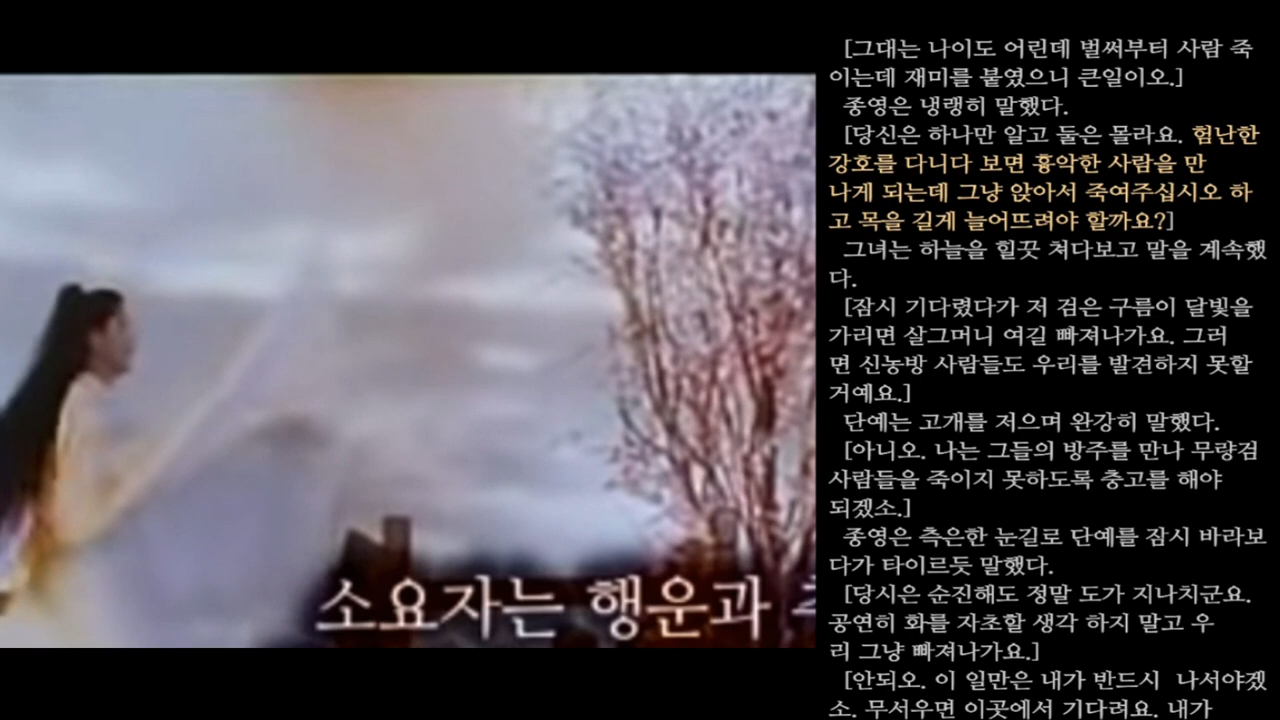 소요자는 행운과
[그대는 나이도 어린데 벌써부터 사람 죽
이는데 재미를 붙였으니 큰일이오.]
종영은 냉랭히 말했다.
[당신은 하나만 알고 둘은 몰라요. 험난한
강호를 다니다 보면 흉악한 사람을 만
나게 되는데 그냥 앉아서 죽여주십시오 하
고 목을 길게 늘어뜨려야 할까요?]
그녀는 하늘을 힐끗 쳐다보고 말을 계속했
다.
[잠시 기다렸다가 저 검은 구름이 달빛을
가리면 살그머니 여길 빠져나가요. 그러
면 신농방 사람들도 우리를 발견하지 못할
거예요.]
단예는 고개를 저으며 완강히 말했다.
[아니오. 나는 그들의 방주를 만나 무량검
사람들을 죽이지 못하도록 충고를 해야
되겠소.]
종영은 측은한 눈길로 단예를 잠시 바라보
다가 타이르듯 말했다.
[당시은 순진해도 정말 도가 지나치군요.
공연히 화를 자초할 생각 하지 말고 우
리 그냥 빠져나가요.]
[안되오. 이 일만은 내가 반드시 나서야겠
소. 무서우면 이곳에서 기다려요. 내가